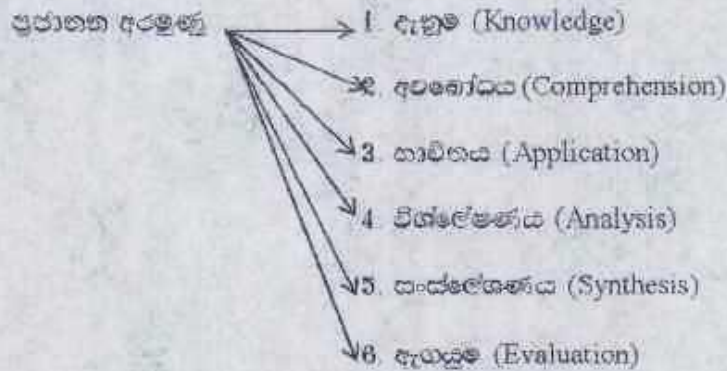 ප්‍රජානන අරමුණු
1. දැනුම (Knowledge)
2. අවබෝධය (Comprehension)
3. භාවිතය (Application)
4. විශ්ලේෂණය (Analysis)
5. සංස්ලේශණය (Synthesis)
6. ඇගයුම (Evaluation)